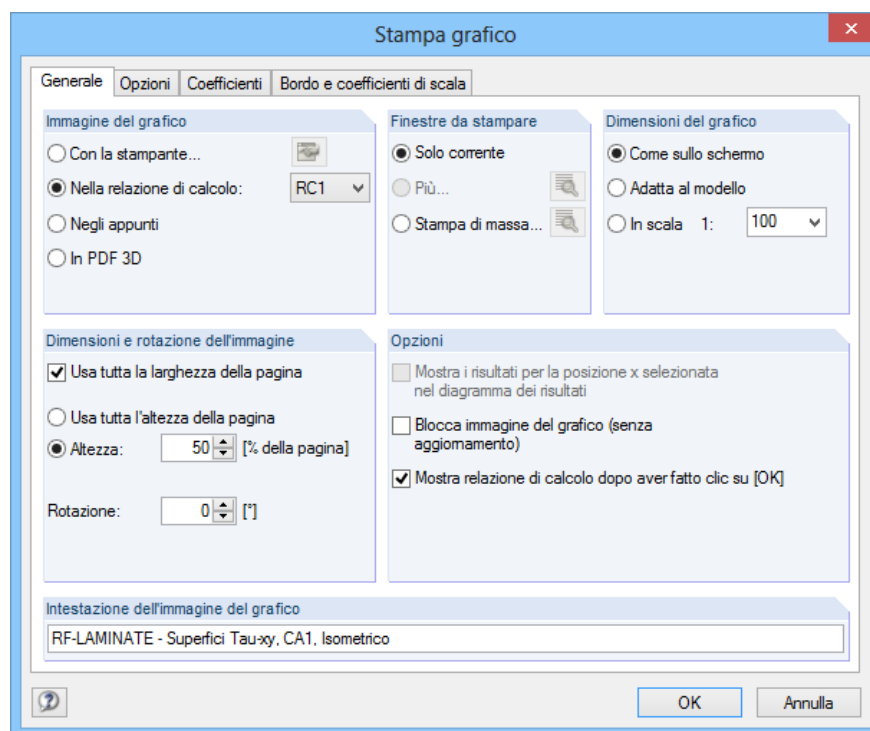 Stampa grafico
Generale Opzioni Coefficienti Bordo e coefficienti di scala
Immagine del grafico
Con la stampante...
Nella relazione di calcolo: RC1
Negli appunti
In PDF 3D
Finestre da stampare
Solo corrente
Più...
Stampa di massa...
Dimensioni del grafico
Come sullo schermo
Adatta al modello
In scala 1: 100
Dimensioni e rotazione dell'immagine
Usa tutta la larghezza della pagina
Usa tutta l'altezza della pagina
Altezza: 50 [% della pagina]
Rotazione: 0 [°]
Opzioni
Mostra i risultati per la posizione x selezionata
nel diagramma dei risultati
Blocca immagine del grafico (senza
aggiornamento)
Mostra relazione di calcolo dopo aver fatto clic su [OK]
Intestazione dell'immagine del grafico
RF-LAMINATE - Superfici Tau-xy, CA1, Isometrico
OK Annulla